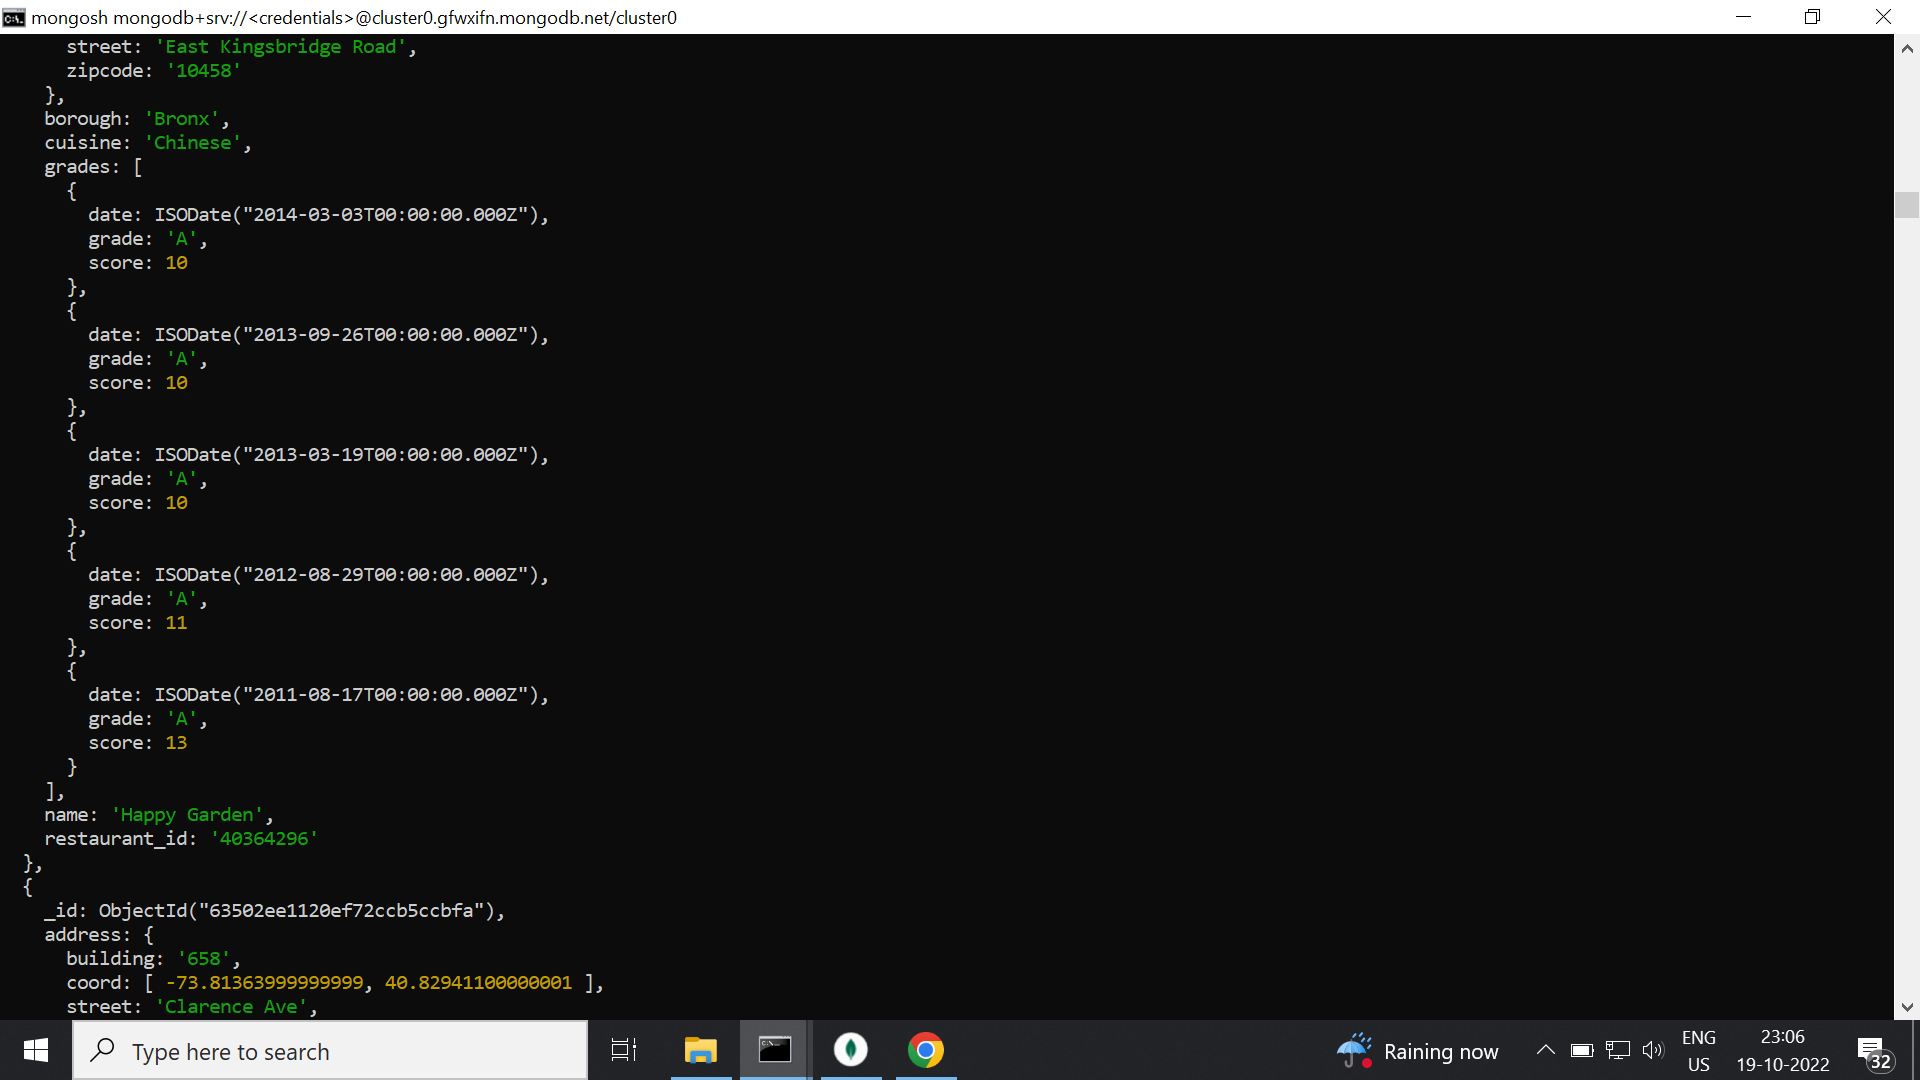 mongosh mongodb+srv://<credentials>@cluster0.gfwxifn.mongodb.net/cluster0
street: 'East Kingsbridge Road',
zipcode: '10458'
},
borough: 'Bronx',
cuisine: 'Chinese',
grades: [
{
date: ISODate("2014-03-03T00:00:00.000Z"),
grade: 'A',
score: 10
},
{
date: ISODate("2013-09-26T00:00:00.000Z"),
grade: 'A',
score: 10
},
{
date: ISODate("2013-03-19T00:00:00.000Z"),
grade: 'A',
score: 10
},
{
date: ISODate("2012-08-29T00:00:00.000Z"),
grade: 'A',
score: 11
},
{
date: ISODate("2011-08-17T00:00:00.000Z"),
grade: 'A',
score: 13
}
],
name: 'Happy Garden',
restaurant_id: '40364296'
},
{
_id: ObjectId("63502ee1120ef72ccb5ccbfa"),
address: {
building: '658',
coord: [ -73.81363999999999, 40.82941100000001 ],
street: 'Clarence Ave',
Type here to search
Raining now
ENG
US
23:06
19-10-2022
32